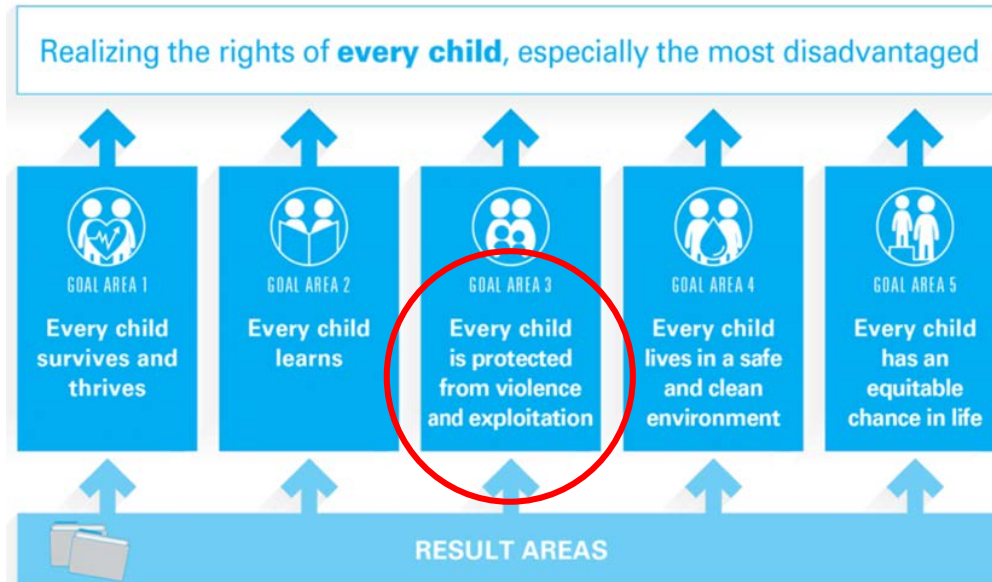 Realizing the rights of every child, especially the most disadvantaged
GOAL AREA 1
Every child
survives and
thrives
GOAL AREA 2
Every child
learns
GOAL AREA 3
Every child
is protected
from violence
and exploitation
GOAL AREA 4
Every child
lives in a safe
and clean
environment
GOAL AREA 5
Every child
has an
equitable
chance in life
RESULT AREAS